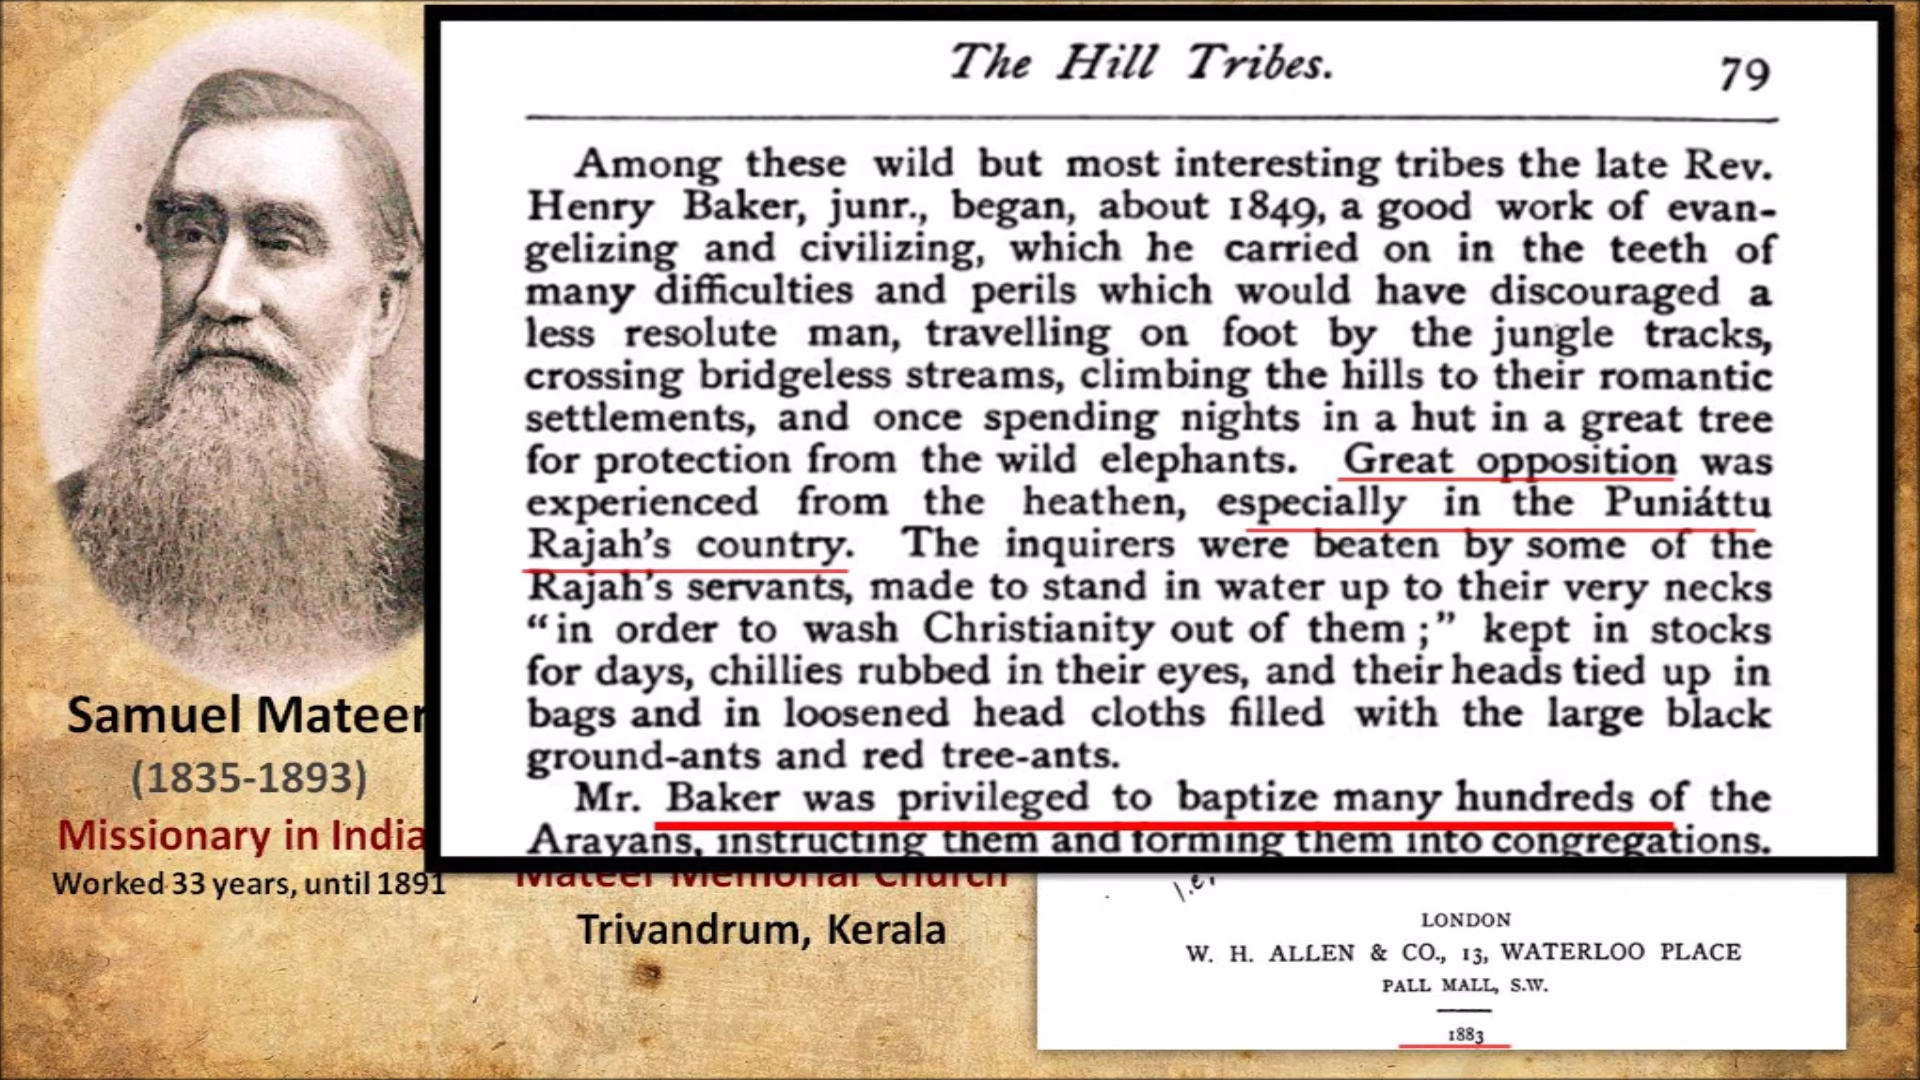 The Hill Tribes. 79
Among these wild but most interesting tribes the late Rev.
Henry Baker, junr., began, about 1849, a good work of evan-
gelizing and civilizing, which he carried on in the teeth of
many difficulties and perils which would have discouraged a
less resolute man, travelling on foot by the jungle tracks,
crossing bridgeless streams, climbing the hills to their romantic
settlements, and once spending nights in a hut in a great tree
for protection from the wild elephants. Great opposition was
experienced from the heathen, especially in the Puniáttu
Rajah's country. The inquirers were beaten by some of the
Rajah's servants, made to stand in water up to their very necks
“in order to wash Christianity out of them;” kept in stocks
for days, chillies rubbed in their eyes, and their heads tied up in
bags and in loosened head cloths filled with the large black
ground-ants and red tree-ants.
Mr. Baker was privileged to baptize many hundreds of the
Arayans, instructing them and forming them into congregations.
Samuel Mateer
(1835-1893)
Missionary in India
Worked 33 years, until 1891
Mateer Memorial Church
Trivandrum, Kerala
LONDON
W. H. ALLEN & CO., 13, WATERLOO PLACE
PALL MALL, S.W.
1883